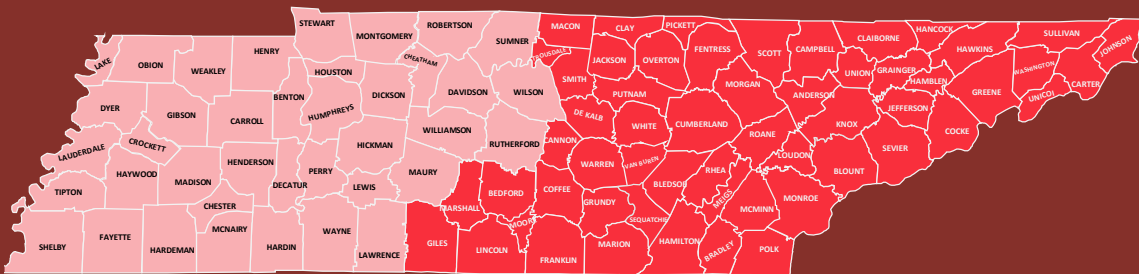 STEWART
MONTGOMERY
ROBERTSON
SUMNER
MACON
CLAY
PICKETT
FENTRESS
SCOTT
CAMPBELL
CLAIBORNE
HANCOCK
HAWKINS
SULLIVAN
JOHNSON
LAKE
OBION
WEAKLEY
HENRY
HOUSTON
CHEATHAM
DAVIDSON
WILSON
SMITH
JACKSON
OVERTON
MORGAN
ANDERSON
UNION
GRAINGER
HAMBLEN
GREENE
WASHINGTON
UNICOI
CARTER
DYER
GIBSON
CARROLL
BENTON
HUMPHREYS
DICKSON
WILLIAMSON
RUTHERFORD
CANNON
DE KALB
PUTNAM
WHITE
CUMBERLAND
ROANE
LOUDON
KNOX
JEFFERSON
SEVIER
COCKE
LAUDERDALE
CROCKETT
HAYWOOD
MADISON
HENDERSON
DECATUR
PERRY
HICKMAN
LEWIS
MAURY
MARSHALL
BEDFORD
COFFEE
WARREN
VAN BUREN
BLEDSOE
RHEA
MEIGS
MCMINN
MONROE
BLOUNT
TIPTON
CHESTER
MCNAIRY
SHELBY
FAYETTE
HARDEMAN
HARDIN
WAYNE
LAWRENCE
GILES
LINCOLN
MOORE
FRANKLIN
GRUNDY
MARION
SEQUATCHIE
HAMILTON
BRADLEY
POLK